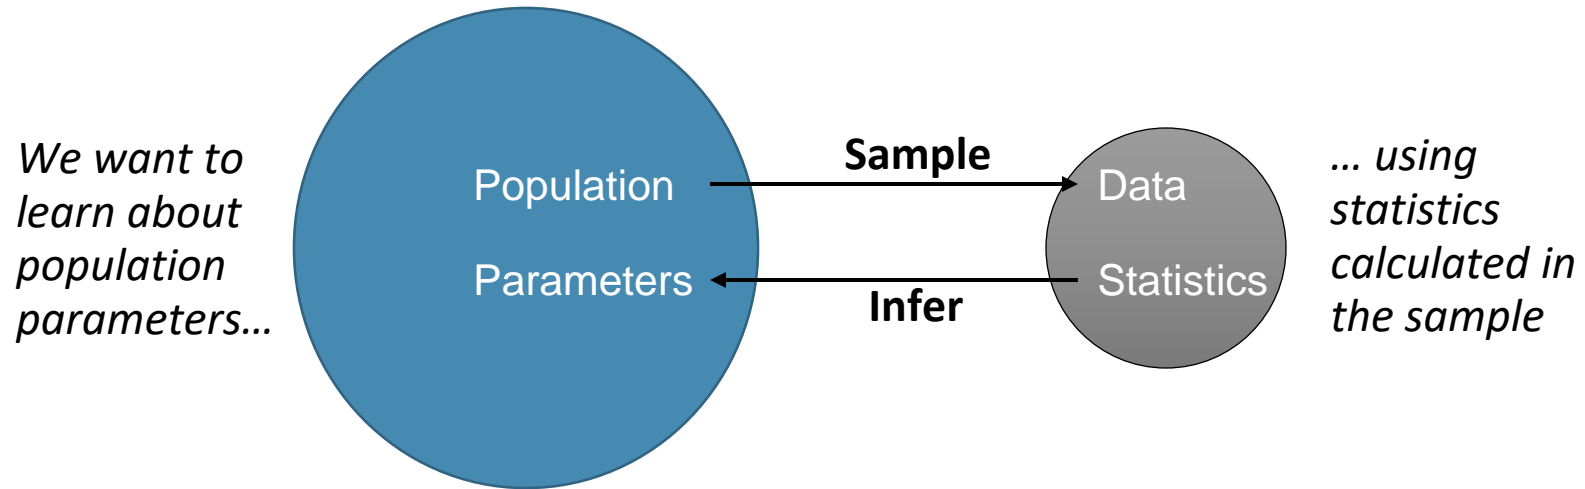 We want to
learn about
population
parameters…
Population
Parameters
Sample
Infer
Data
Statistics
… using
statistics
calculated in
the sample